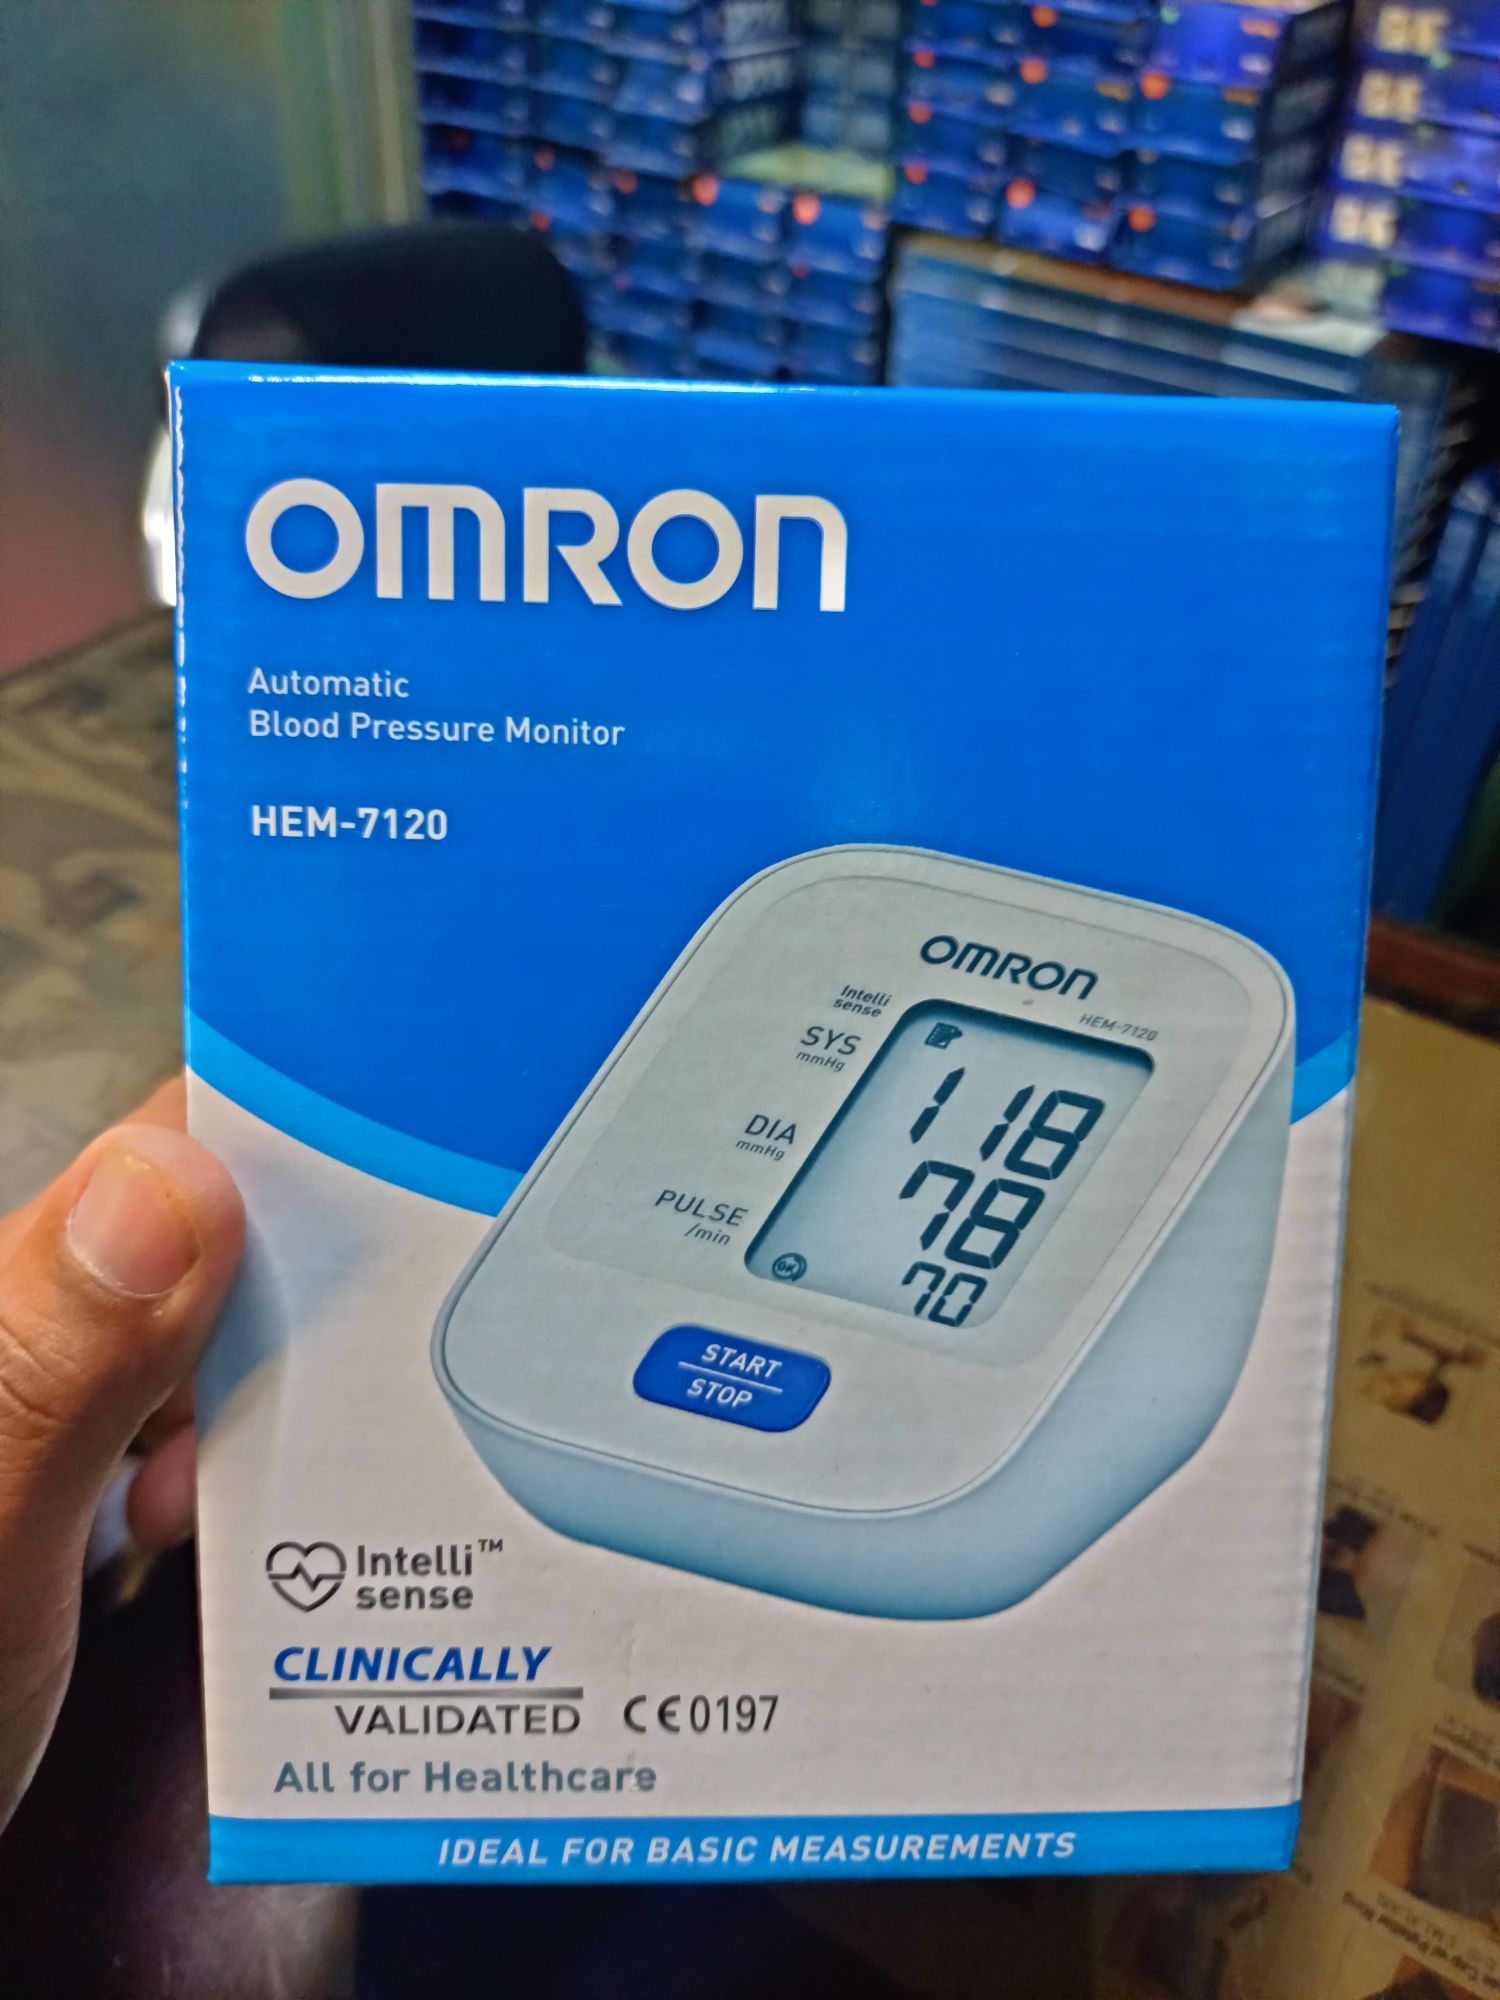 OMRON
Automatic
Blood Pressure Monitor
HEM-7120
OMRON
HEM-7120
Intelli
sense
SYS
mmHg
118
DIA
mmHg
78
PULSE
/min
70
OK
START
STOP
Intelli™
sense
CLINICALLY
VALIDATED CE0197
All for Healthcare
IDEAL FOR BASIC MEASUREMENTS